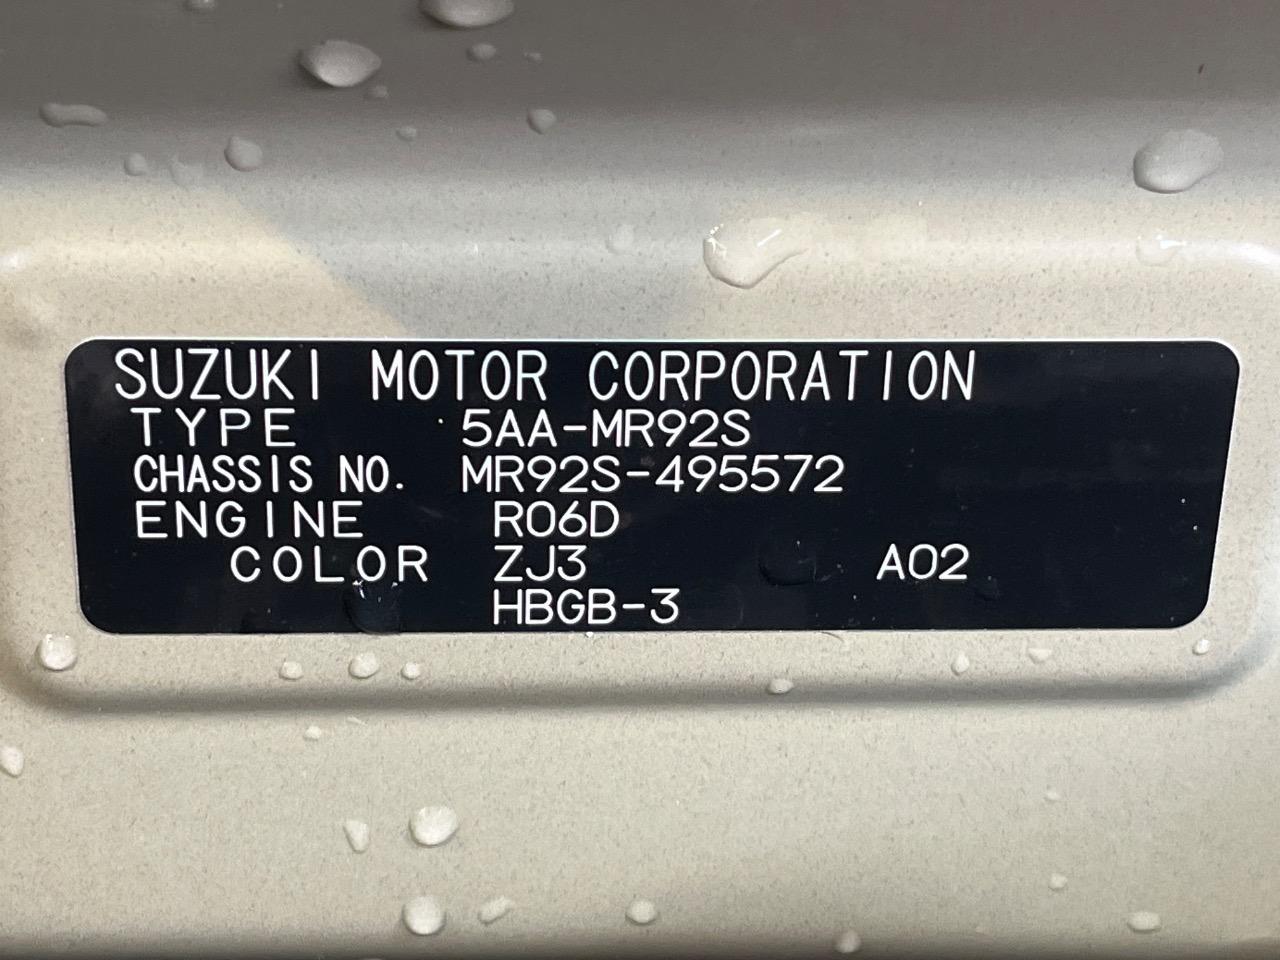 SUZUKI MOTOR CORPORATION
TYPE 5AA-MR92S
CHASSIS NO. MR92S-495572
ENGINE R06D
COLOR ZJ3 A02
HBGB-3